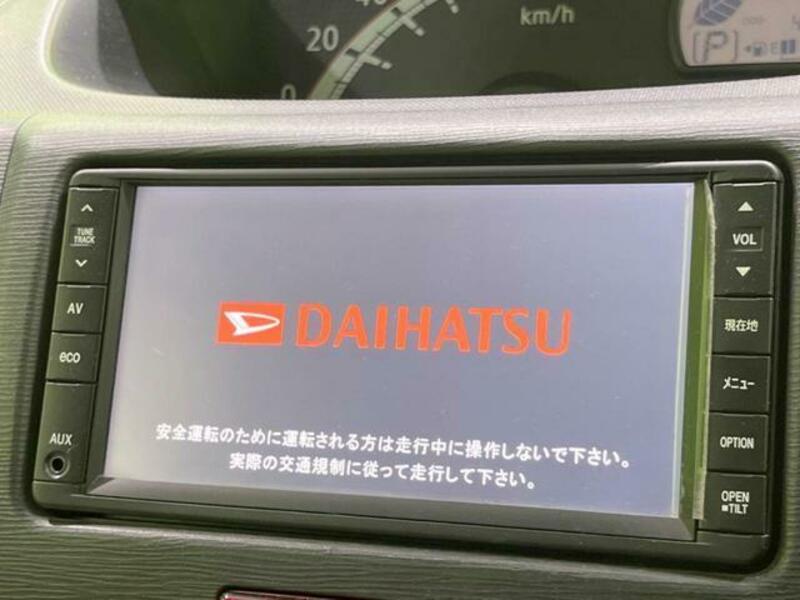 km/h
20
0
P
E
TUNE
TRACK
AV
eco
AUX
DAIHATSU
安全運転のために運転される方は走行中に操作しないで下さい。
実際の交通規制に従って走行して下さい。
VOL
現在地
メニュー
OPTION
OPEN
■TILT